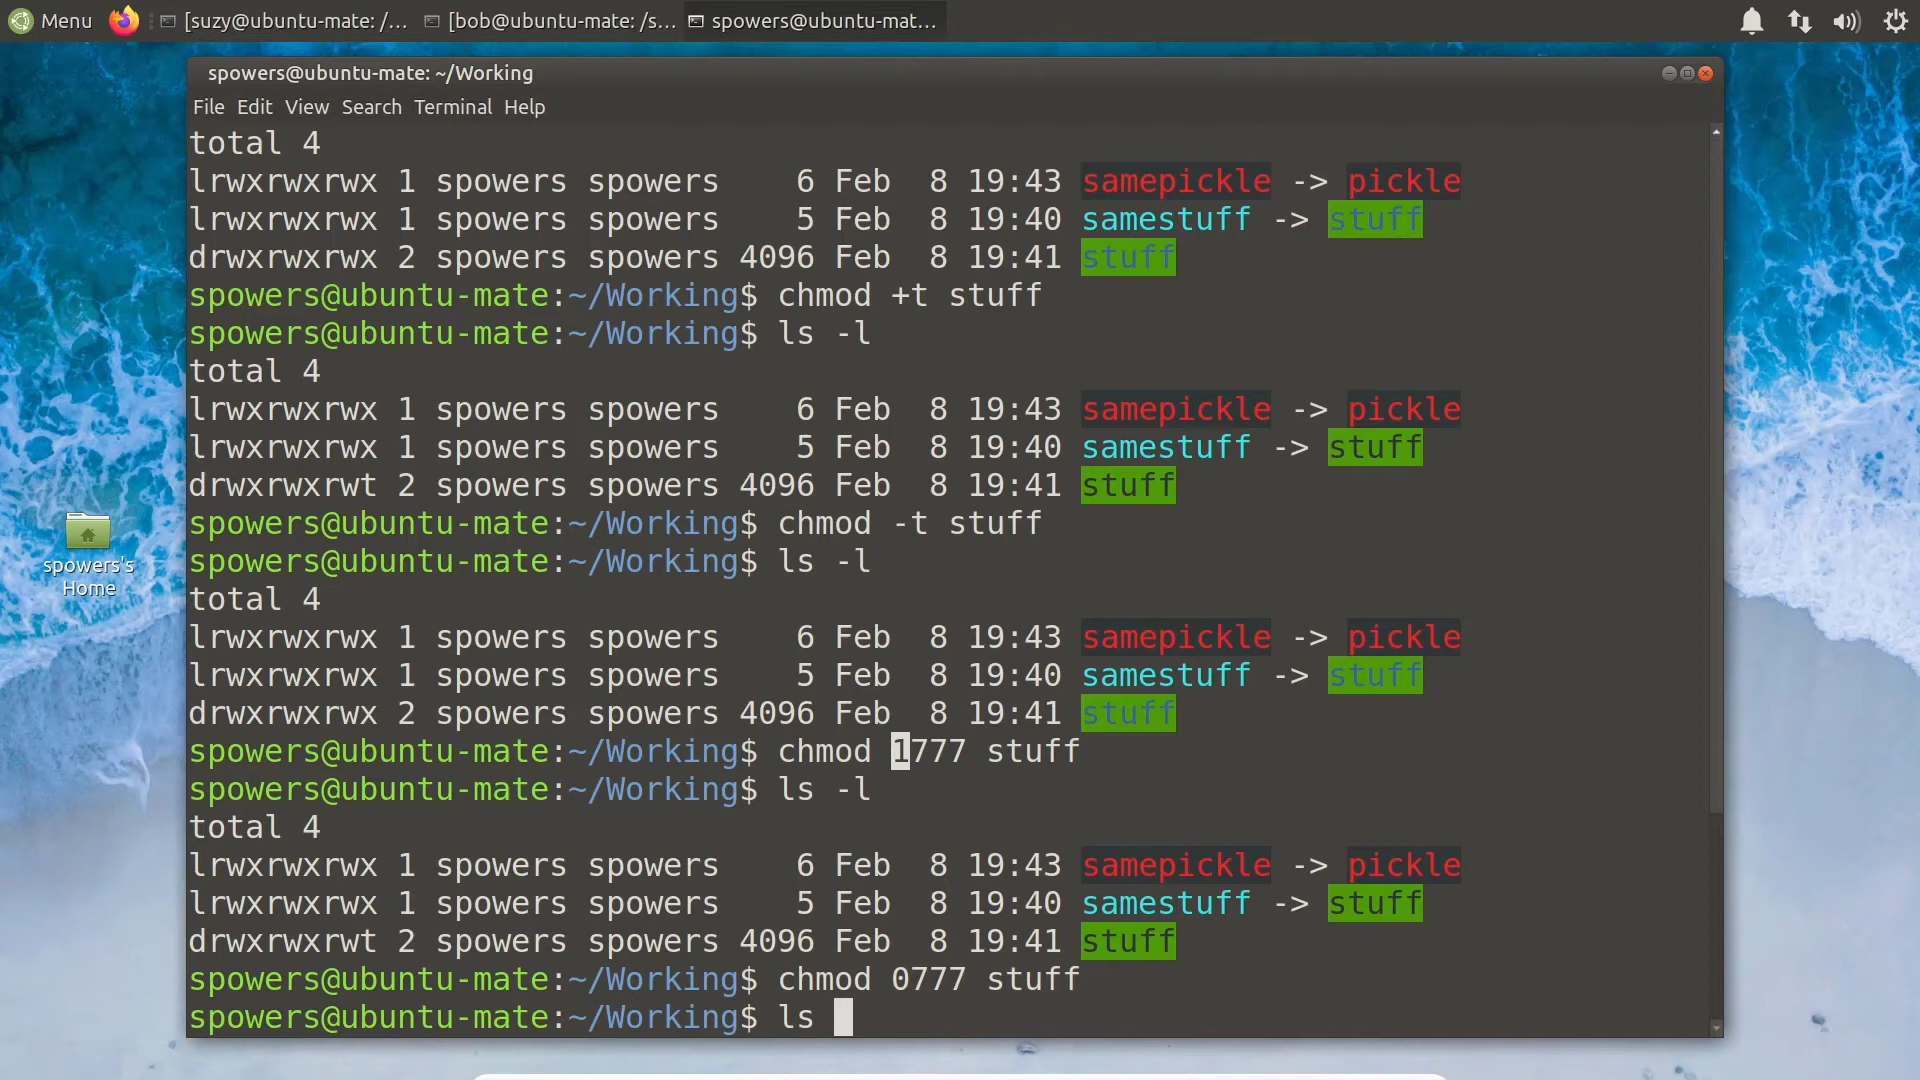 Menu [suzy@ubuntu-mate: /... [bob@ubuntu-mate: /s... spowers@ubuntu-mat...
spowers@ubuntu-mate: ~/Working
File Edit View Search Terminal Help
total 4
lrwxrwxrwx 1 spowers spowers    6 Feb  8 19:43 samepickle -> pickle
lrwxrwxrwx 1 spowers spowers    5 Feb  8 19:40 samestuff -> stuff
drwxrwxrwx 2 spowers spowers 4096 Feb  8 19:41 stuff
spowers@ubuntu-mate:~/Working$ chmod +t stuff
spowers@ubuntu-mate:~/Working$ ls -l
total 4
lrwxrwxrwx 1 spowers spowers    6 Feb  8 19:43 samepickle -> pickle
lrwxrwxrwx 1 spowers spowers    5 Feb  8 19:40 samestuff -> stuff
drwxrwxrwt 2 spowers spowers 4096 Feb  8 19:41 stuff
spowers@ubuntu-mate:~/Working$ chmod -t stuff
spowers@ubuntu-mate:~/Working$ ls -l
total 4
lrwxrwxrwx 1 spowers spowers    6 Feb  8 19:43 samepickle -> pickle
lrwxrwxrwx 1 spowers spowers    5 Feb  8 19:40 samestuff -> stuff
drwxrwxrwx 2 spowers spowers 4096 Feb  8 19:41 stuff
spowers@ubuntu-mate:~/Working$ chmod 1777 stuff
spowers@ubuntu-mate:~/Working$ ls -l
total 4
lrwxrwxrwx 1 spowers spowers    6 Feb  8 19:43 samepickle -> pickle
lrwxrwxrwx 1 spowers spowers    5 Feb  8 19:40 samestuff -> stuff
drwxrwxrwt 2 spowers spowers 4096 Feb  8 19:41 stuff
spowers@ubuntu-mate:~/Working$ chmod 0777 stuff
spowers@ubuntu-mate:~/Working$ ls
spowers's
Home